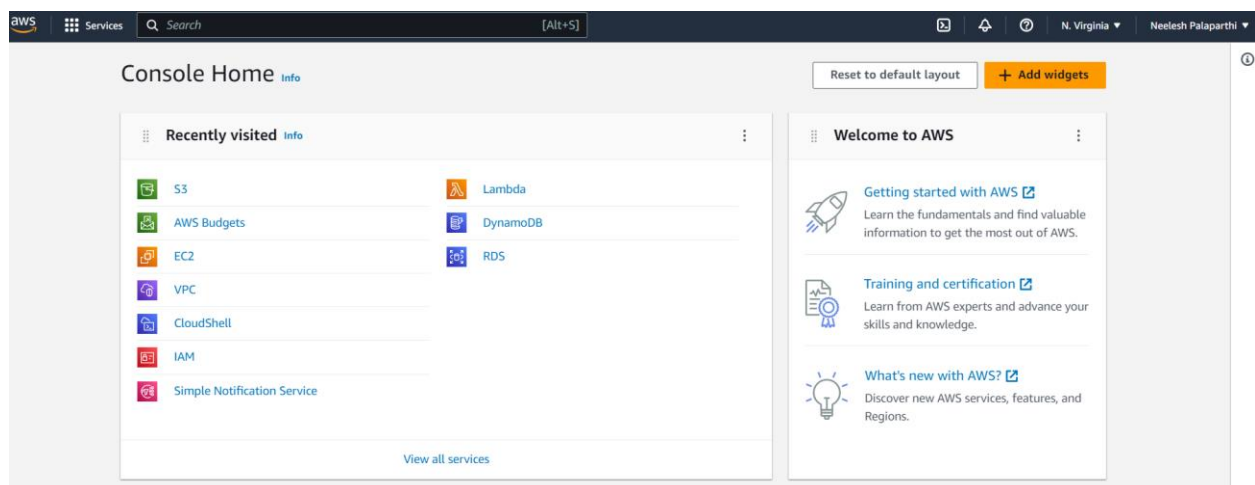 aws
Services
Search
[Alt+S]
N. Virginia
Neelesh Palaparthi
Console Home Info
Reset to default layout
+ Add widgets
Recently visited Info
S3
AWS Budgets
EC2
VPC
CloudShell
IAM
Simple Notification Service
Lambda
DynamoDB
RDS
View all services
Welcome to AWS
Getting started with AWS
Learn the fundamentals and find valuable
information to get the most out of AWS.
Training and certification
Learn from AWS experts and advance your
skills and knowledge.
What's new with AWS?
Discover new AWS services, features, and
Regions.